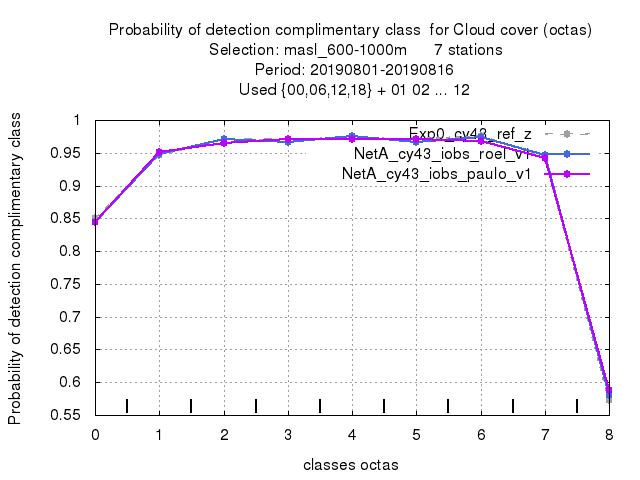 Probability of detection complimentary class  for Cloud cover (octas)
Selection: masl_600-1000m      7 stations
Period: 20190801-20190816
Used {00,06,12,18} + 01 02 ... 12
Exp0_cy43_ref_z
NetA_cy43_iobs_roel_v1
NetA_cy43_iobs_paulo_v1
Probability of detection complimentary class
1
0.95
0.9
0.85
0.8
0.75
0.7
0.65
0.6
0.55
0 1 2 3 4 5 6 7 8
classes octas